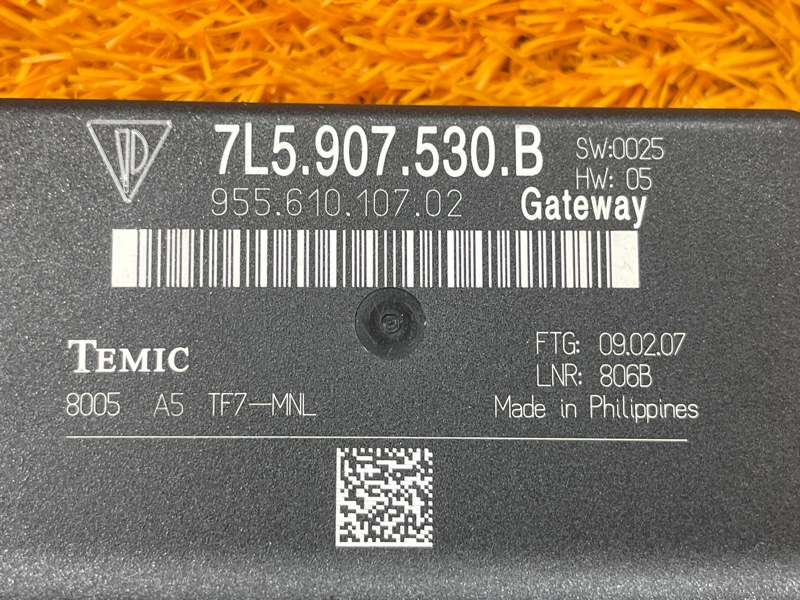 7L5.907.530.B SW:0025
HW: 05
955.610.107.02 Gateway
TEMIC
FTG: 09.02.07
LNR: 806B
8005 A5 TF7-MNL Made in Philippines